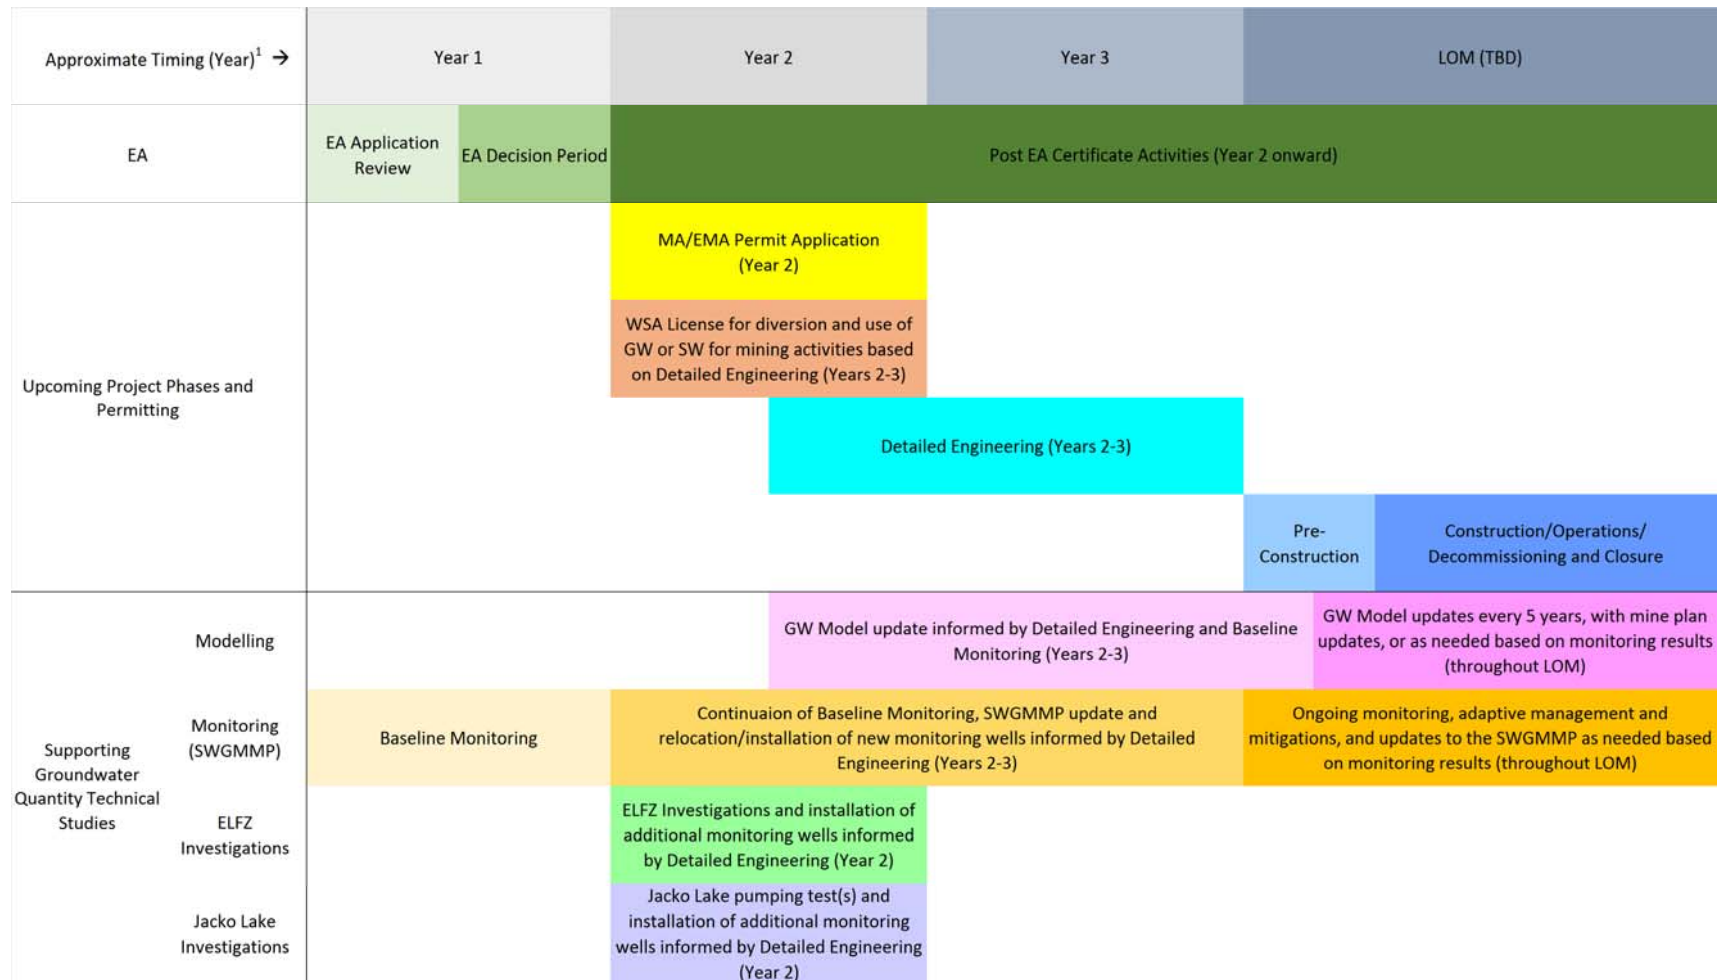 Approximate Timing (Year)1 →
Year 1
Year 2
Year 3
LOM (TBD)
EA
EA Application
Review
EA Decision Period
Post EA Certificate Activities (Year 2 onward)
Upcoming Project Phases and
Permitting
MA/EMA Permit Application
(Year 2)
WSA License for diversion and use of
GW or SW for mining activities based
on Detailed Engineering (Years 2-3)
Detailed Engineering (Years 2-3)
Pre-
Construction
Construction/Operations/
Decommissioning and Closure
Supporting
Groundwater
Quantity Technical
Studies
Modelling
GW Model update informed by Detailed Engineering and Baseline
Monitoring (Years 2-3)
GW Model updates every 5 years, with mine plan
updates, or as needed based on monitoring results
(throughout LOM)
Monitoring
(SWGMMP)
Baseline Monitoring
Continuaion of Baseline Monitoring, SWGMMP update and
relocation/installation of new monitoring wells informed by Detailed
Engineering (Years 2-3)
Ongoing monitoring, adaptive management and
mitigations, and updates to the SWGMMP as needed based
on monitoring results (throughout LOM)
ELFZ
Investigations
ELFZ Investigations and installation of
additional monitoring wells informed
by Detailed Engineering (Year 2)
Jacko Lake
Investigations
Jacko Lake pumping test(s) and
installation of additional monitoring
wells informed by Detailed Engineering
(Year 2)